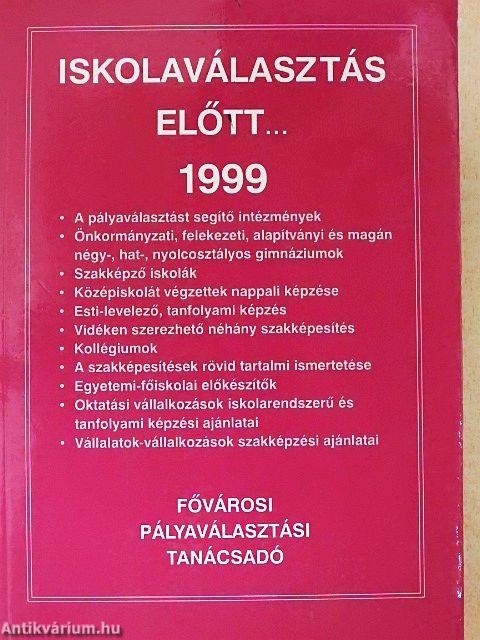 ISKOLAVÁLASZTÁS
ELŐTT...
1999
• A pályaválasztást segítő intézmények
• Önkormányzati, felekezeti, alapítványi és magán
négy-, hat-, nyolcosztályos gimnáziumok
• Szakképző iskolák
• Középiskolát végzettek nappali képzése
• Esti-levelező, tanfolyami képzés
• Vidéken szerezhető néhány szakképesítés
• Kollégiumok
• A szakképesítések rövid tartalmi ismertetése
• Egyetemi-főiskolai előkészítők
• Oktatási vállalkozások iskolarendszerű és
tanfolyami képzési ajánlatai
• Vállalatok-vállalkozások szakképzési ajánlatai
FŐVÁROSI
PÁLYAVÁLASZTÁSI
TANÁCSADÓ
Antikvárium.hu